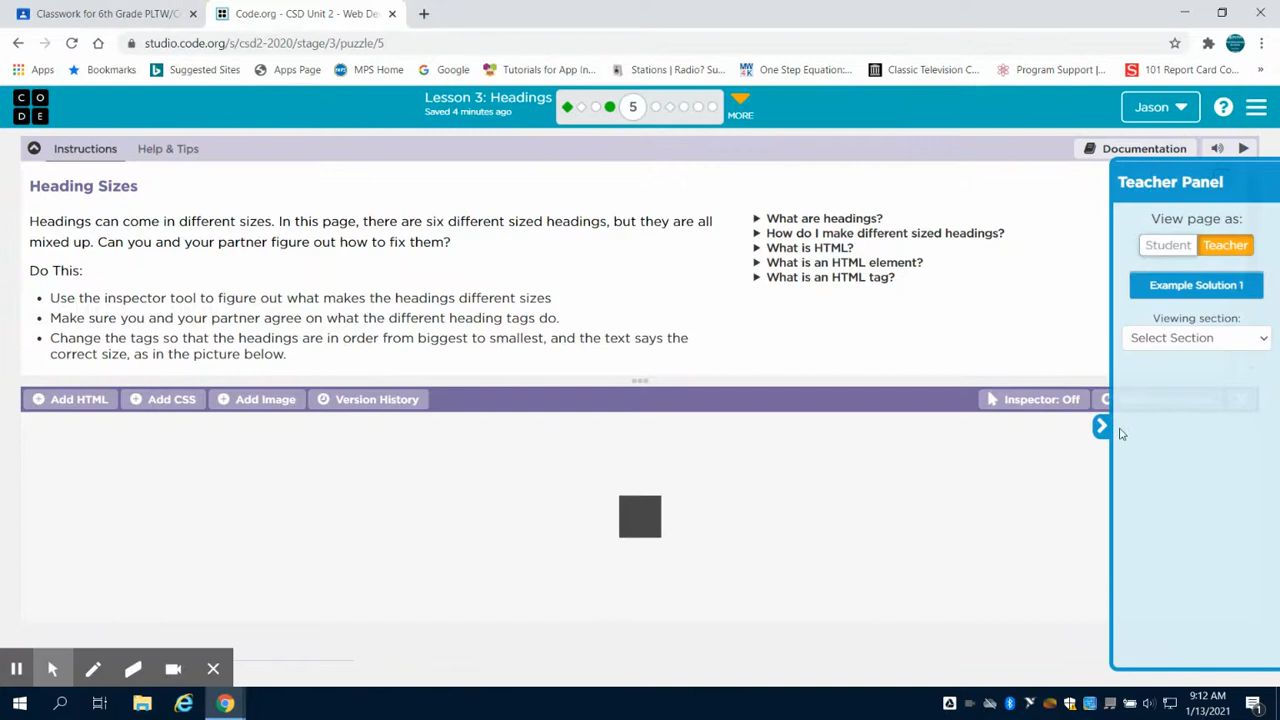 Classwork for 6th Grade PLTW/C
Code.org - CSD Unit 2 - Web De
studio.code.org/s/csd2-2020/stage/3/puzzle/5
Apps Bookmarks Suggested Sites Apps Page MPS Home Google Tutorials for App In... Stations | Radio? Su... One Step Equation:... Classic Television C... Program Support |... 101 Report Card Co...
C O
D E
Lesson 3: Headings
Saved 4 minutes ago
5
MORE
Jason
Instructions Help & Tips Documentation
Heading Sizes
Headings can come in different sizes. In this page, there are six different sized headings, but they are all
mixed up. Can you and your partner figure out how to fix them?
Do This:
• Use the inspector tool to figure out what makes the headings different sizes
• Make sure you and your partner agree on what the different heading tags do.
• Change the tags so that the headings are in order from biggest to smallest, and the text says the
correct size, as in the picture below.
What are headings?
How do I make different sized headings?
What is HTML?
What is an HTML element?
What is an HTML tag?
Teacher Panel
View page as:
Student Teacher
Example Solution 1
Viewing section:
Select Section
Add HTML Add CSS Add Image Version History Inspector: Off
9:12 AM
1/13/2021